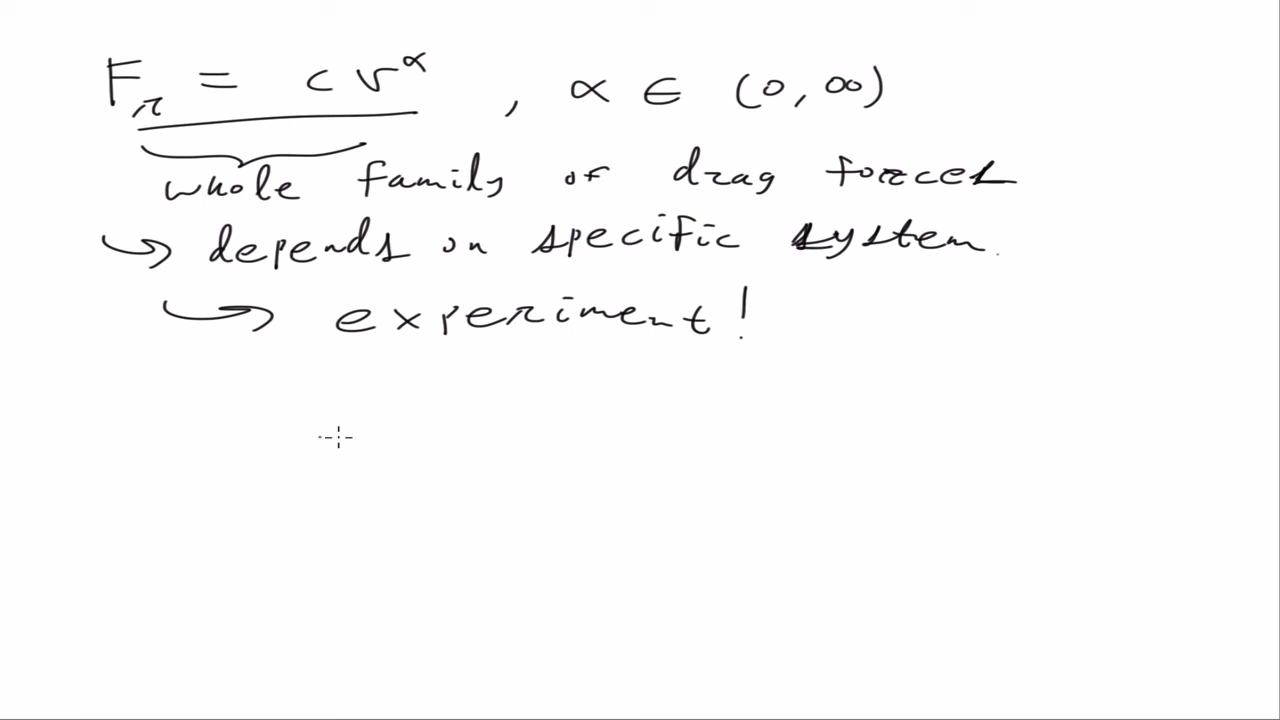 F_r = c v^α , α ∈ (0, ∞)
whole family of drag forces
↪ depends on specific system.
↪ experiment!